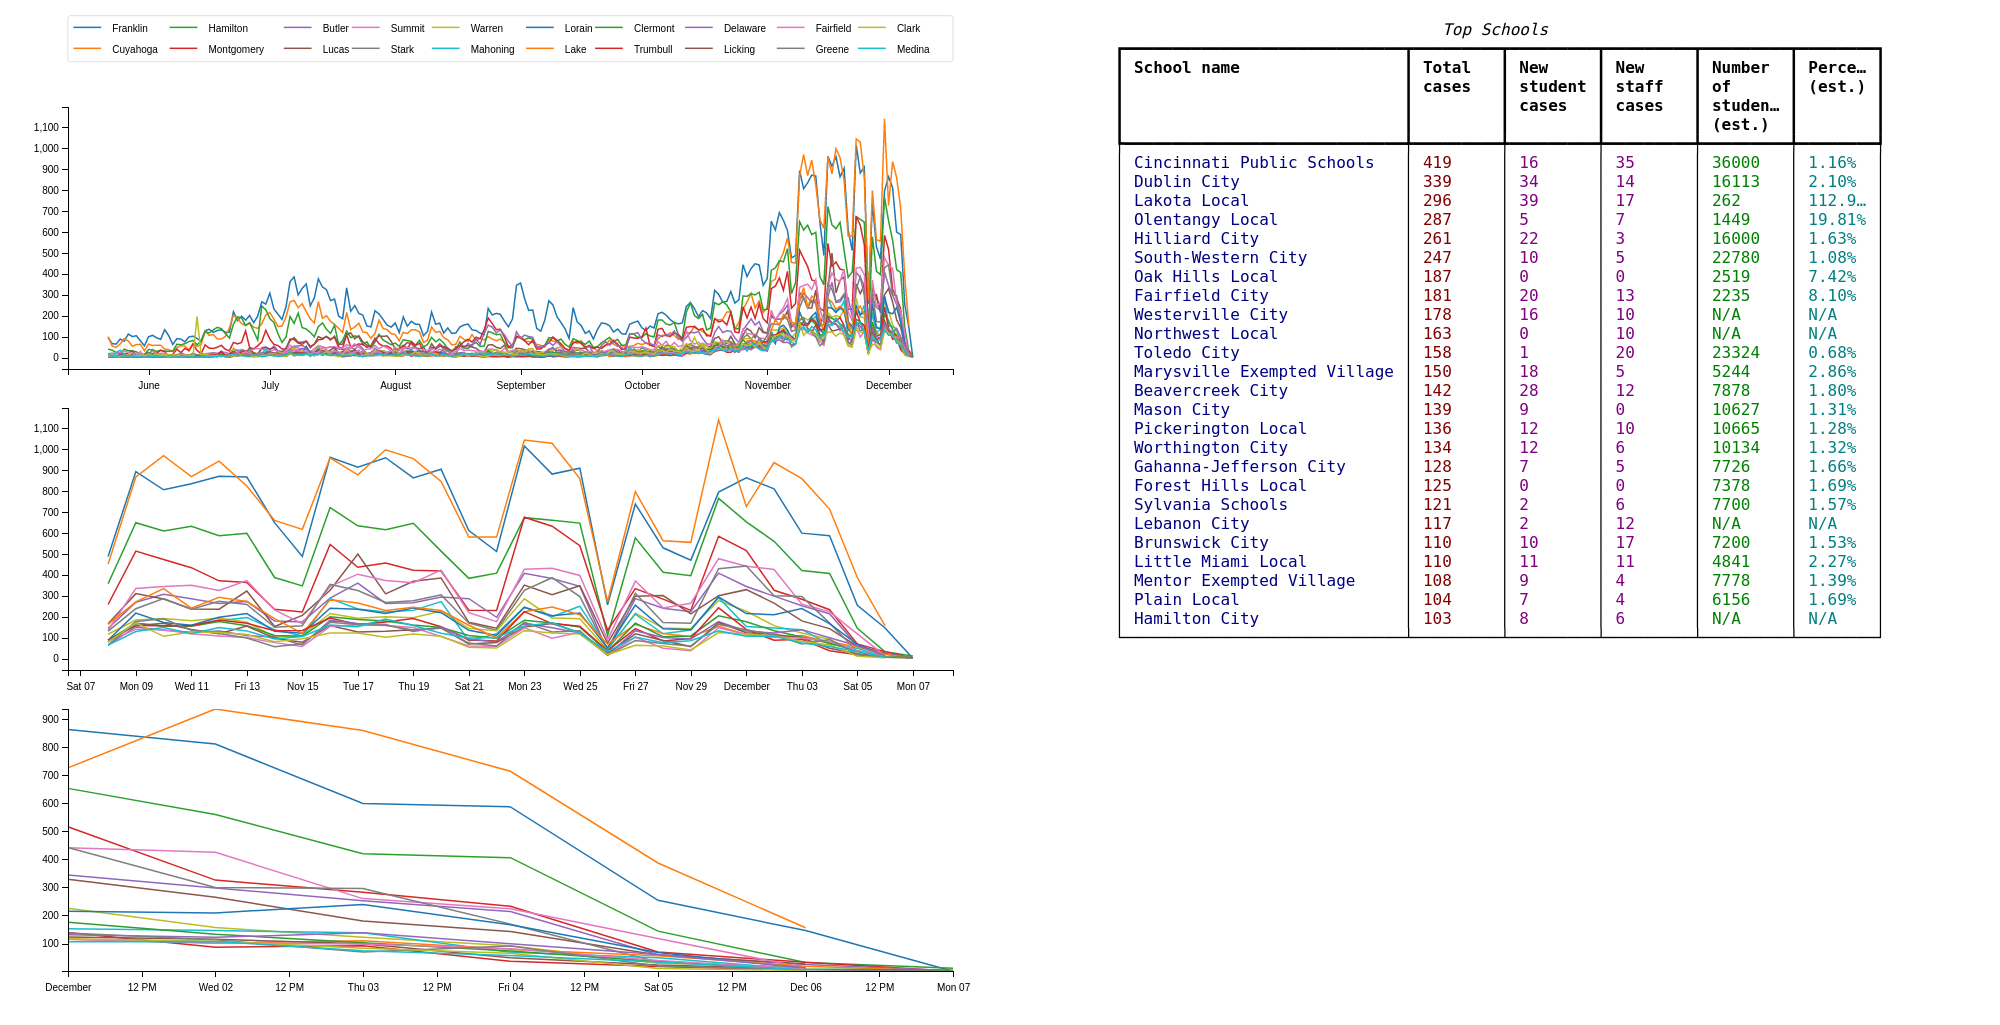 Franklin Hamilton Butler Summit Warren Lorain Clermont Delaware Fairfield Clark
Cuyahoga Montgomery Lucas Stark Mahoning Lake Trumbull Licking Greene Medina
1,100
1,000
900
800
700
600
500
400
300
200
100
0
June July August September October November December
1,100
1,000
900
800
700
600
500
400
300
200
100
0
Sat 07 Mon 09 Wed 11 Fri 13 Nov 15 Tue 17 Thu 19 Sat 21 Mon 23 Wed 25 Fri 27 Nov 29 December Thu 03 Sat 05 Mon 07
900
800
700
600
500
400
300
200
100
December 12 PM Wed 02 12 PM Thu 03 12 PM Fri 04 12 PM Sat 05 12 PM Dec 06 12 PM Mon 07
Top Schools
School name Total New New Number Perce…
cases student staff of (est.)
cases cases studen…
(est.)
Cincinnati Public Schools 419 16 35 36000 1.16%
Dublin City 339 34 14 16113 2.10%
Lakota Local 296 39 17 262 112.9…
Olentangy Local 287 5 7 1449 19.81%
Hilliard City 261 22 3 16000 1.63%
South-Western City 247 10 5 22780 1.08%
Oak Hills Local 187 0 0 2519 7.42%
Fairfield City 181 20 13 2235 8.10%
Westerville City 178 16 10 N/A N/A
Northwest Local 163 0 10 N/A N/A
Toledo City 158 1 20 23324 0.68%
Marysville Exempted Village 150 18 5 5244 2.86%
Beavercreek City 142 28 12 7878 1.80%
Mason City 139 9 0 10627 1.31%
Pickerington Local 136 12 10 10665 1.28%
Worthington City 134 12 6 10134 1.32%
Gahanna-Jefferson City 128 7 5 7726 1.66%
Forest Hills Local 125 0 0 7378 1.69%
Sylvania Schools 121 2 6 7700 1.57%
Lebanon City 117 2 12 N/A N/A
Brunswick City 110 10 17 7200 1.53%
Little Miami Local 110 11 11 4841 2.27%
Mentor Exempted Village 108 9 4 7778 1.39%
Plain Local 104 7 4 6156 1.69%
Hamilton City 103 8 6 N/A N/A